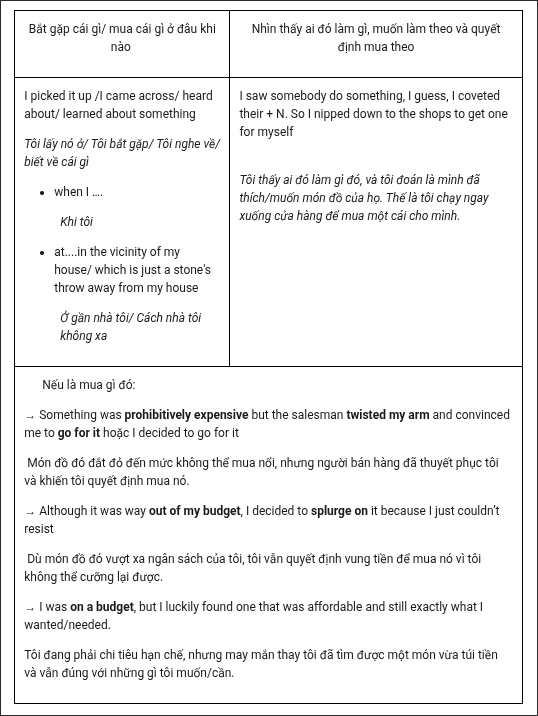 Bắt gặp cái gì/ mua cái gì ở đâu khi
nào
Nhìn thấy ai đó làm gì, muốn làm theo và quyết
định mua theo
I picked it up /I came across/ heard
about/ learned about something
Tôi lấy nó ở/ Tôi bắt gặp/ Tôi nghe về/
biết về cái gì
• when I ….
Khi tôi
• at....in the vicinity of my
house/ which is just a stone's
throw away from my house
Ở gần nhà tôi/ Cách nhà tôi
không xa
I saw somebody do something, I guess, I coveted
their + N. So I nipped down to the shops to get one
for myself
Tôi thấy ai đó làm gì đó, và tôi đoán là mình đã
thích/muốn món đồ của họ. Thế là tôi chạy ngay
xuống cửa hàng để mua một cái cho mình.
Nếu là mua gì đó:
→ Something was prohibitively expensive but the salesman twisted my arm and convinced
me to go for it hoặc I decided to go for it
Món đồ đó đắt đỏ đến mức không thể mua nổi, nhưng người bán hàng đã thuyết phục tôi
và khiến tôi quyết định mua nó.
→ Although it was way out of my budget, I decided to splurge on it because I just couldn't
resist
Dù món đồ đó vượt xa ngân sách của tôi, tôi vẫn quyết định vung tiền để mua nó vì tôi
không thể cưỡng lại được.
→ I was on a budget, but I luckily found one that was affordable and still exactly what I
wanted/needed.
Tôi đang phải chi tiêu hạn chế, nhưng may mắn thay tôi đã tìm được một món vừa túi tiền
và vẫn đúng với những gì tôi muốn/cần.